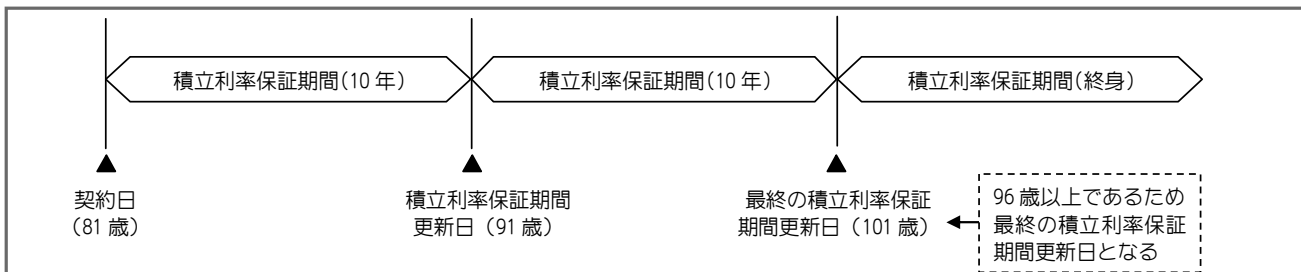 積立利率保証期間(10 年)
積立利率保証期間(10 年)
積立利率保証期間(終身)
契約日
(81 歳)
積立利率保証期間
更新日（91 歳）
最終の積立利率保証
期間更新日（101 歳）
96 歳以上であるため
最終の積立利率保証
期間更新日となる